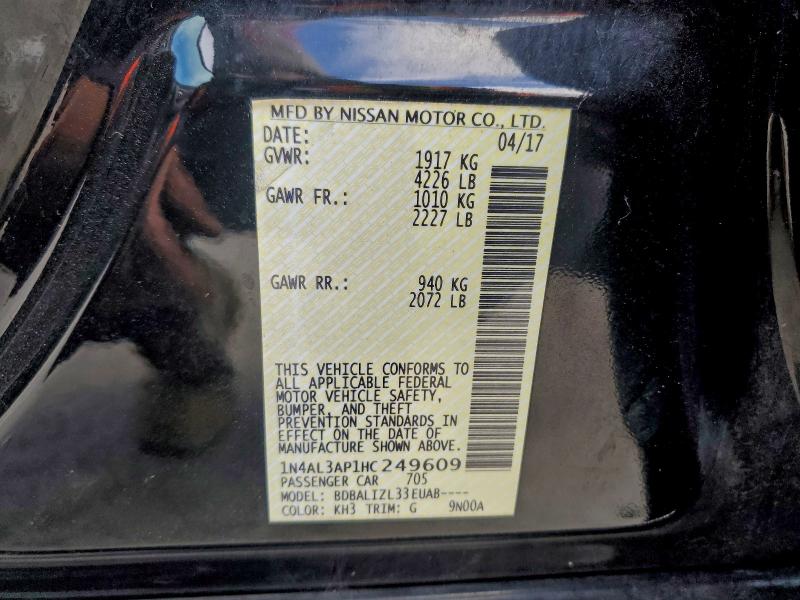 MFD BY NISSAN MOTOR CO., LTD.
DATE: 04/17
GVWR: 1917 KG
4226 LB
GAWR FR.: 1010 KG
2227 LB
GAWR RR.: 940 KG
2072 LB
THIS VEHICLE CONFORMS TO
ALL APPLICABLE FEDERAL
MOTOR VEHICLE SAFETY,
BUMPER, AND THEFT
PREVENTION STANDARDS IN
EFFECT ON THE DATE OF
MANUFACTURE SHOWN ABOVE.
1N4AL3AP1HC249609
PASSENGER CAR 705
MODEL: BDBALIZL33EUAB----
COLOR: KH3 TRIM: G 9N00A